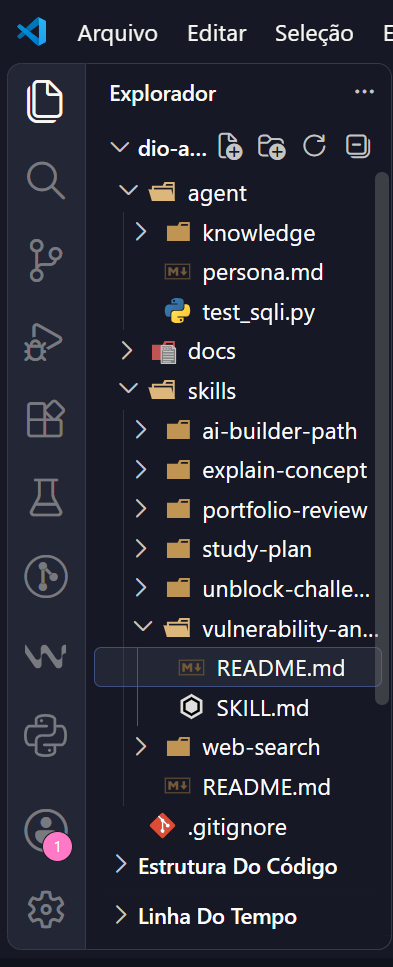 Arquivo Editar Seleção E
Explorador ...
dio-a...
agent
knowledge
persona.md
test_sqli.py
docs
skills
ai-builder-path
explain-concept
portfolio-review
study-plan
unblock-challe...
vulnerability-an...
README.md
SKILL.md
web-search
README.md
.gitignore
1
Estrutura Do Código
Linha Do Tempo